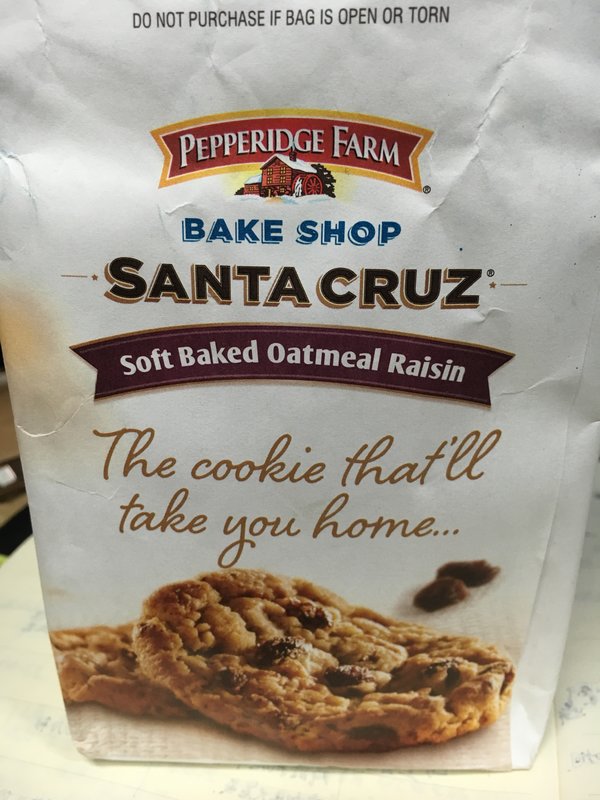 DO NOT PURCHASE IF BAG IS OPEN OR TORN
PEPPERIDGE FARM®
BAKE SHOP
SANTA CRUZ®
Soft Baked Oatmeal Raisin
The cookie that'll
take you home...